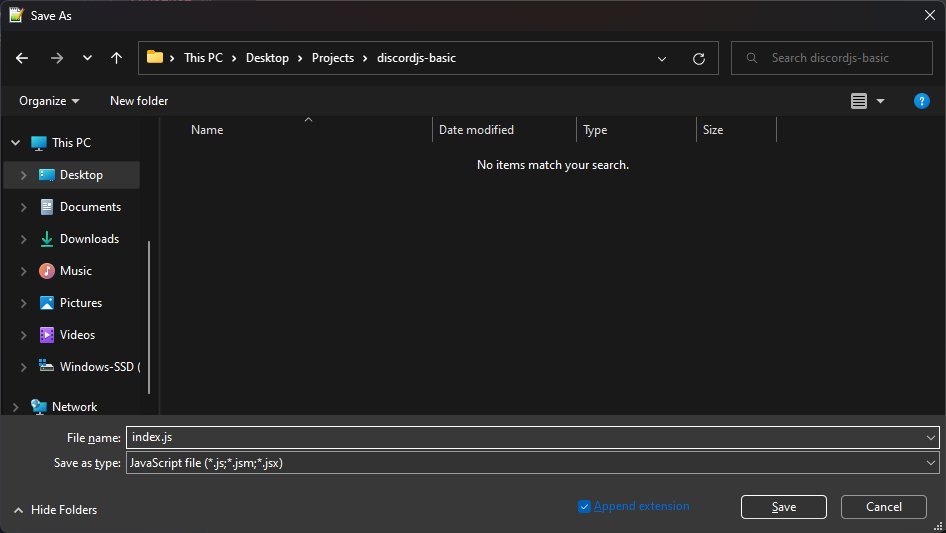 Save As
This PC
Desktop
Projects
discordjs-basic
Search discordjs-basic
Organize
New folder
Name
Date modified
Type
Size
No items match your search.
This PC
Desktop
Documents
Downloads
Music
Pictures
Videos
Windows-SSD (
Network
File name: index.js
Save as type: JavaScript file (*.js;*.jsm;*.jsx)
Hide Folders
Append extension
Save
Cancel